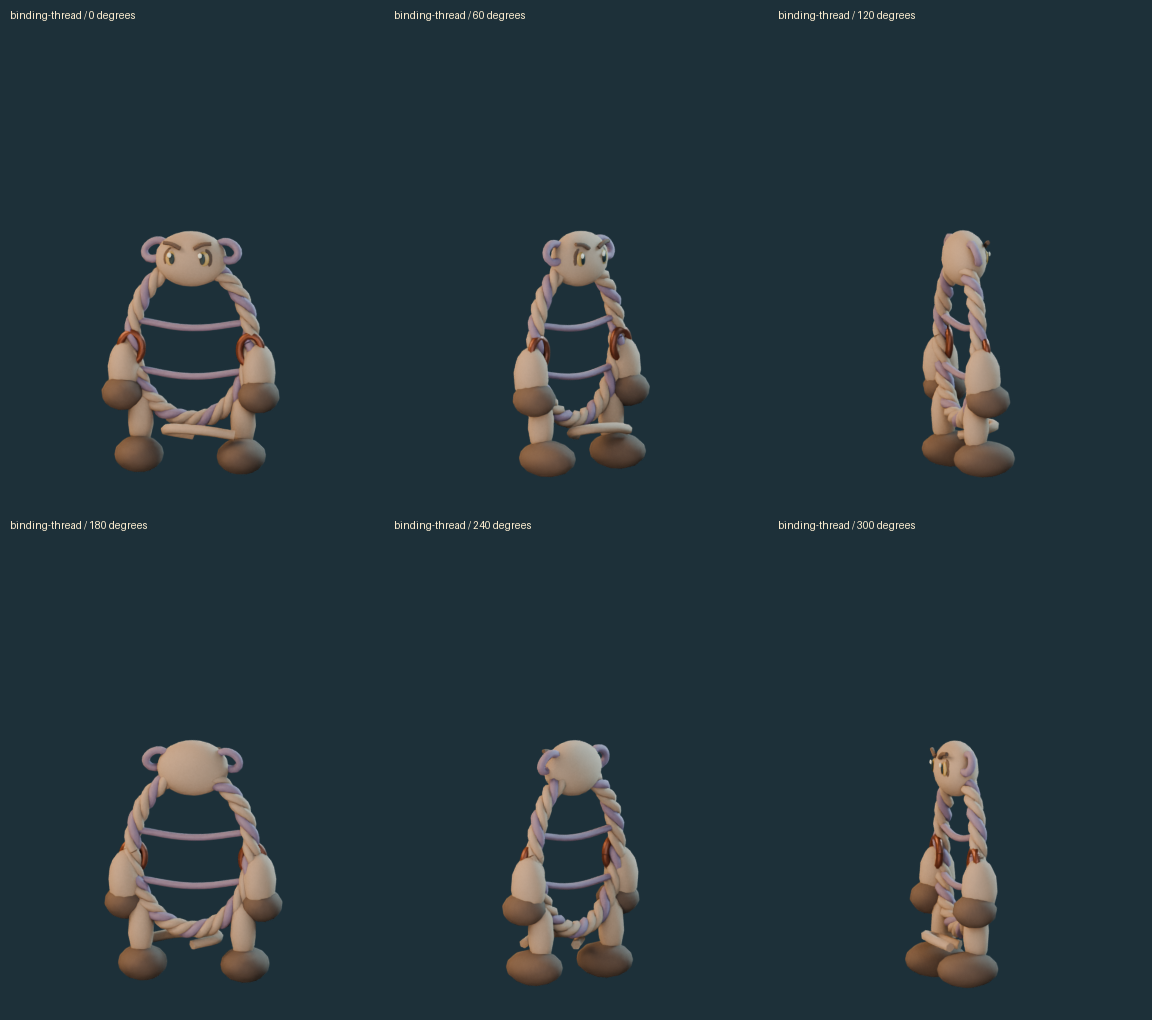 binding-thread / 0 degrees
binding-thread / 60 degrees
binding-thread / 120 degrees
binding-thread / 180 degrees
binding-thread / 240 degrees
binding-thread / 300 degrees